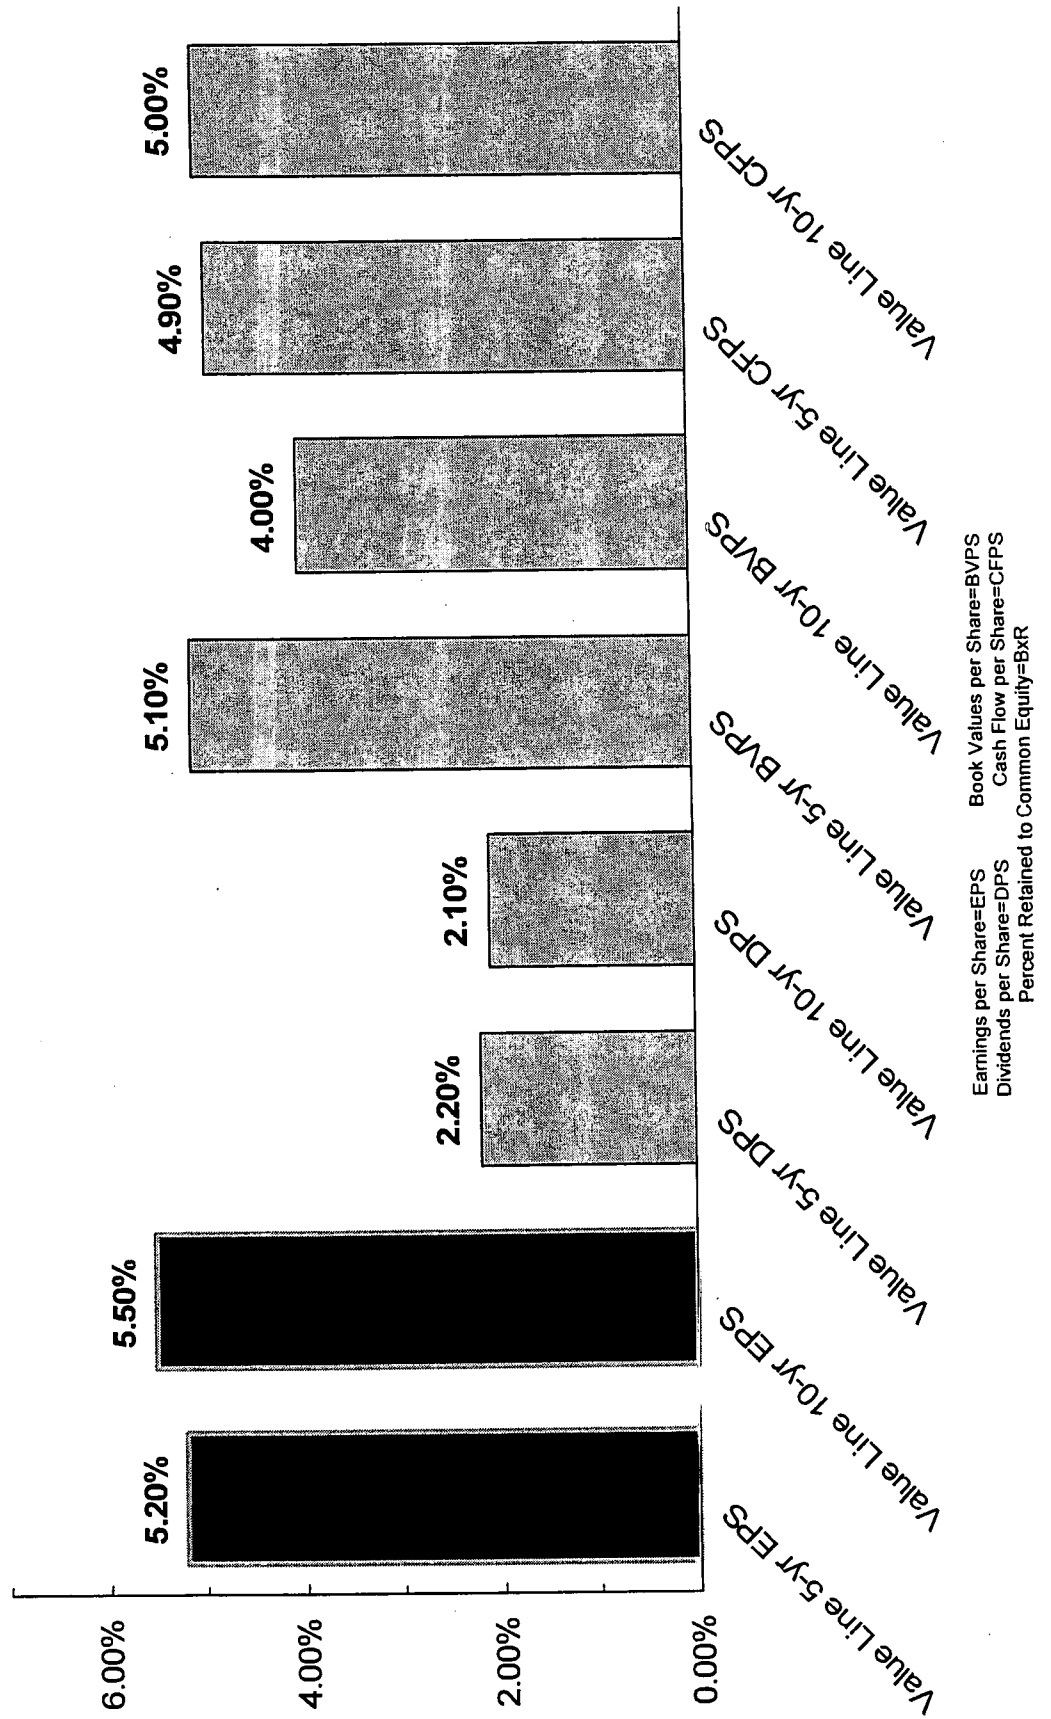 6.00%
4.00%
2.00%
0.00%
5.20%
5.50%
2.20%
2.10%
5.10%
4.00%
4.90%
5.00%
Value Line 5-yr EPS
Value Line 10-yr EPS
Value Line 5-yr DPS
Value Line 10-yr DPS
Value Line 5-yr BVPS
Value Line 10-yr BVPS
Value Line 5-yr CFPS
Value Line 10-yr CFPS
Earnings per Share=EPS Book Values per Share=BVPS
Dividends per Share=DPS Cash Flow per Share=CFPS
Percent Retained to Common Equity=BxR